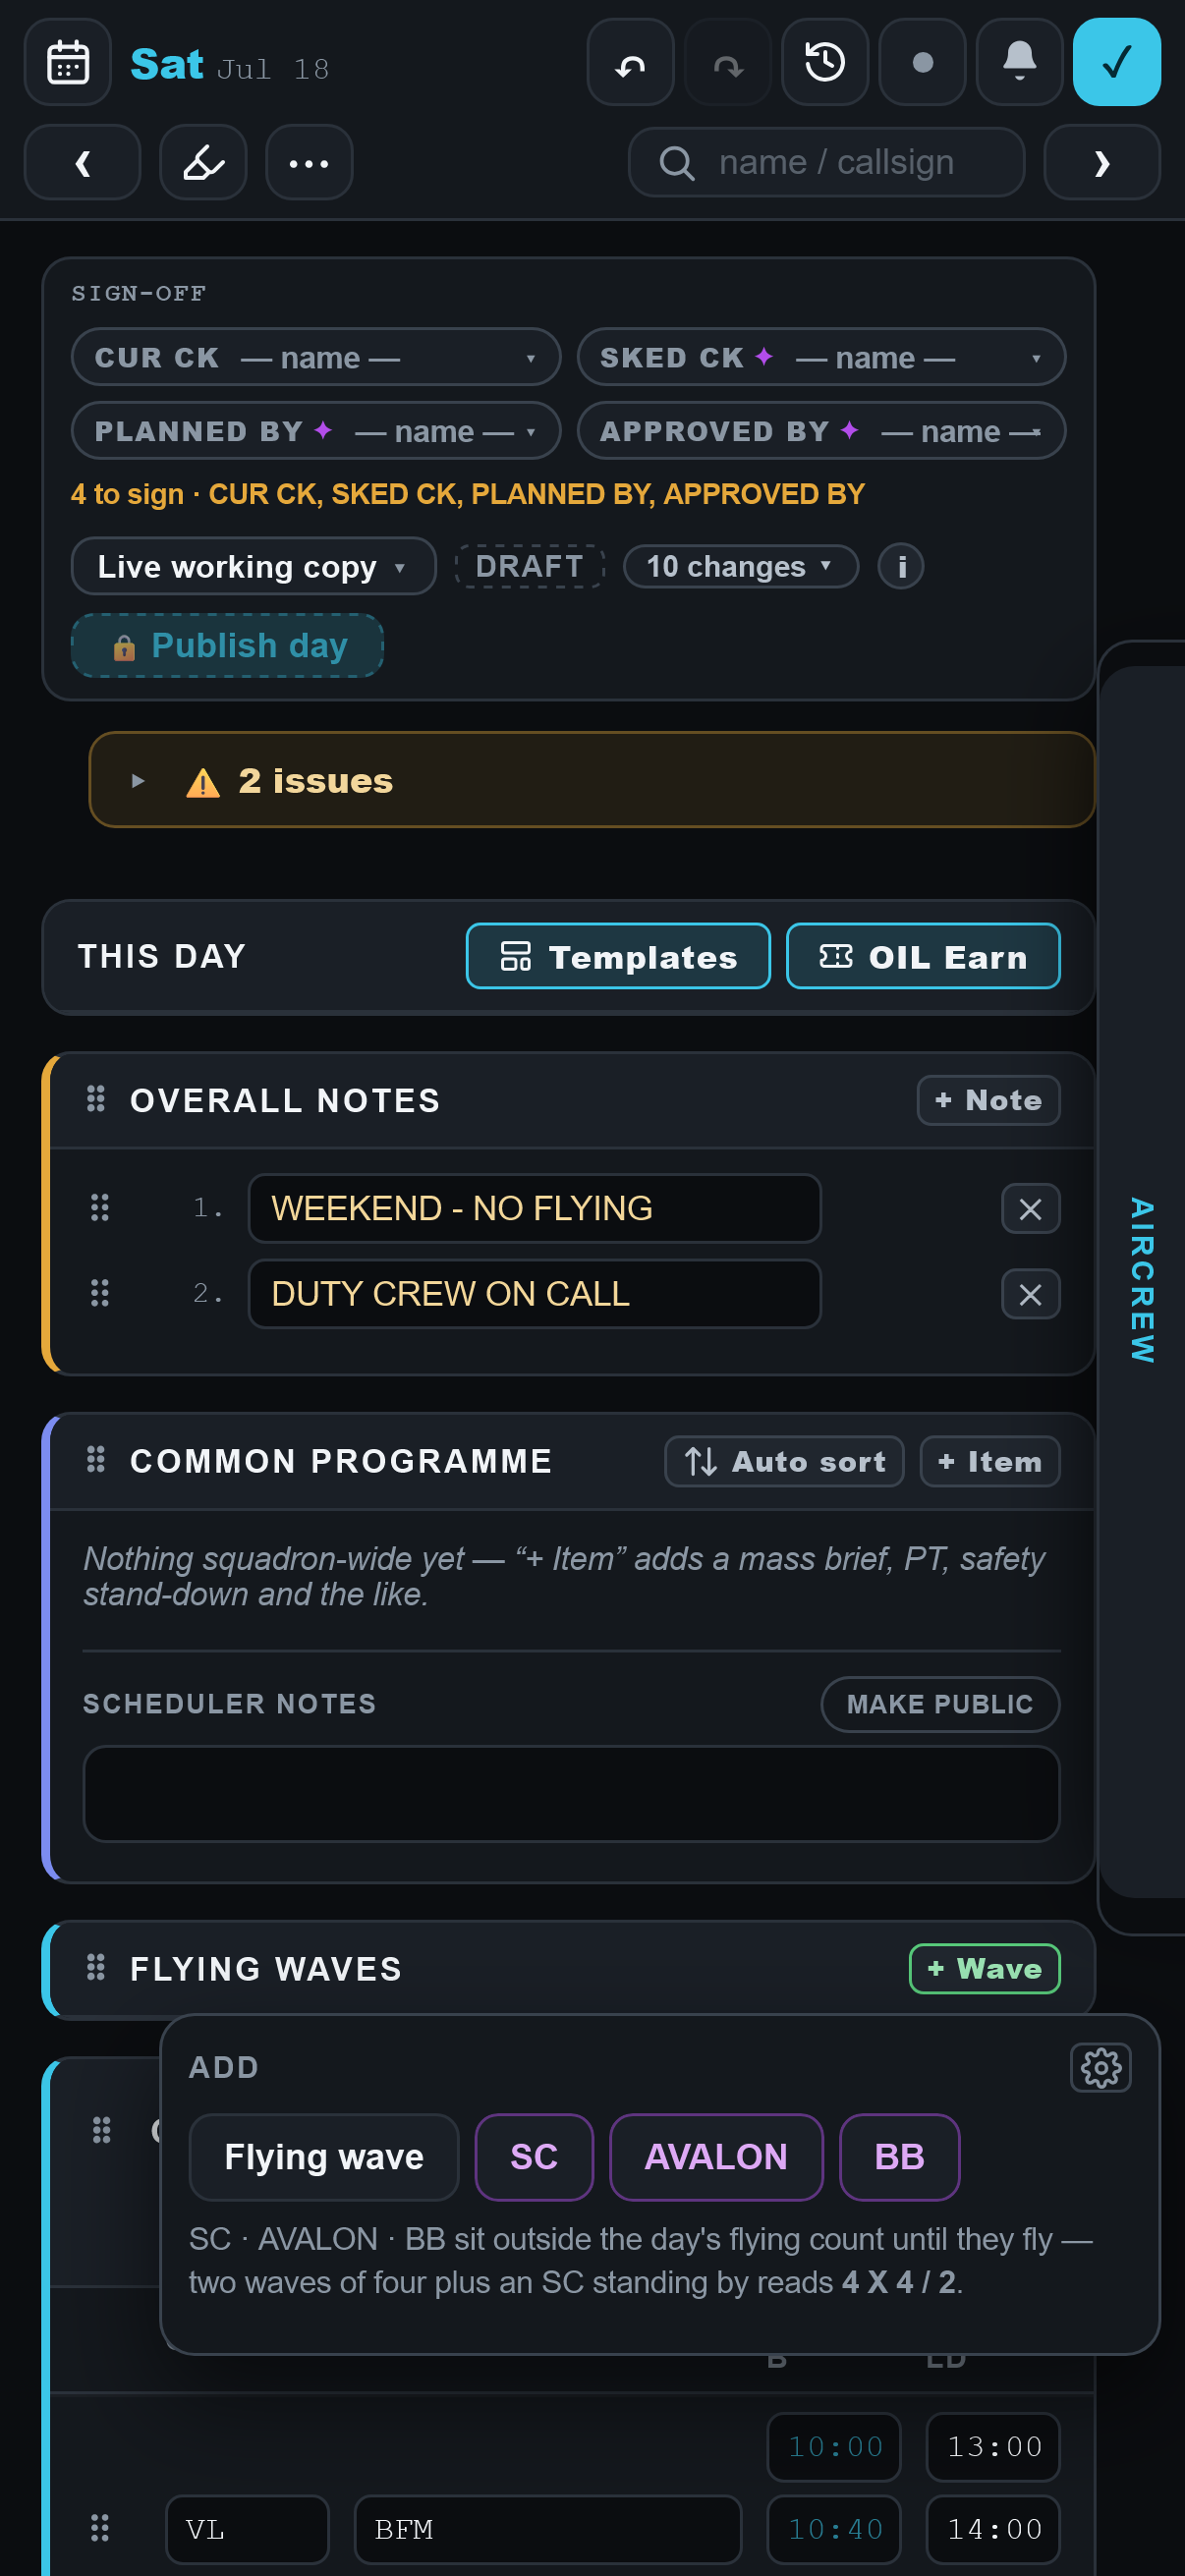 Sat Jul 18
name / callsign
SIGN-OFF
CUR CK — name —
SKED CK — name —
PLANNED BY — name —
APPROVED BY — name —
4 to sign · CUR CK, SKED CK, PLANNED BY, APPROVED BY
Live working copy
DRAFT
10 changes
i
Publish day
2 issues
THIS DAY
Templates
OIL Earn
OVERALL NOTES
+ Note
1. WEEKEND - NO FLYING
2. DUTY CREW ON CALL
AIRCREW
COMMON PROGRAMME
Auto sort
+ Item
Nothing squadron-wide yet — “+ Item” adds a mass brief, PT, safety
stand-down and the like.
SCHEDULER NOTES
MAKE PUBLIC
FLYING WAVES
+ Wave
ADD
Flying wave
SC
AVALON
BB
SC · AVALON · BB sit outside the day's flying count until they fly —
two waves of four plus an SC standing by reads 4 X 4 / 2.
B
LD
10:00 13:00
VL BFM 10:40 14:00